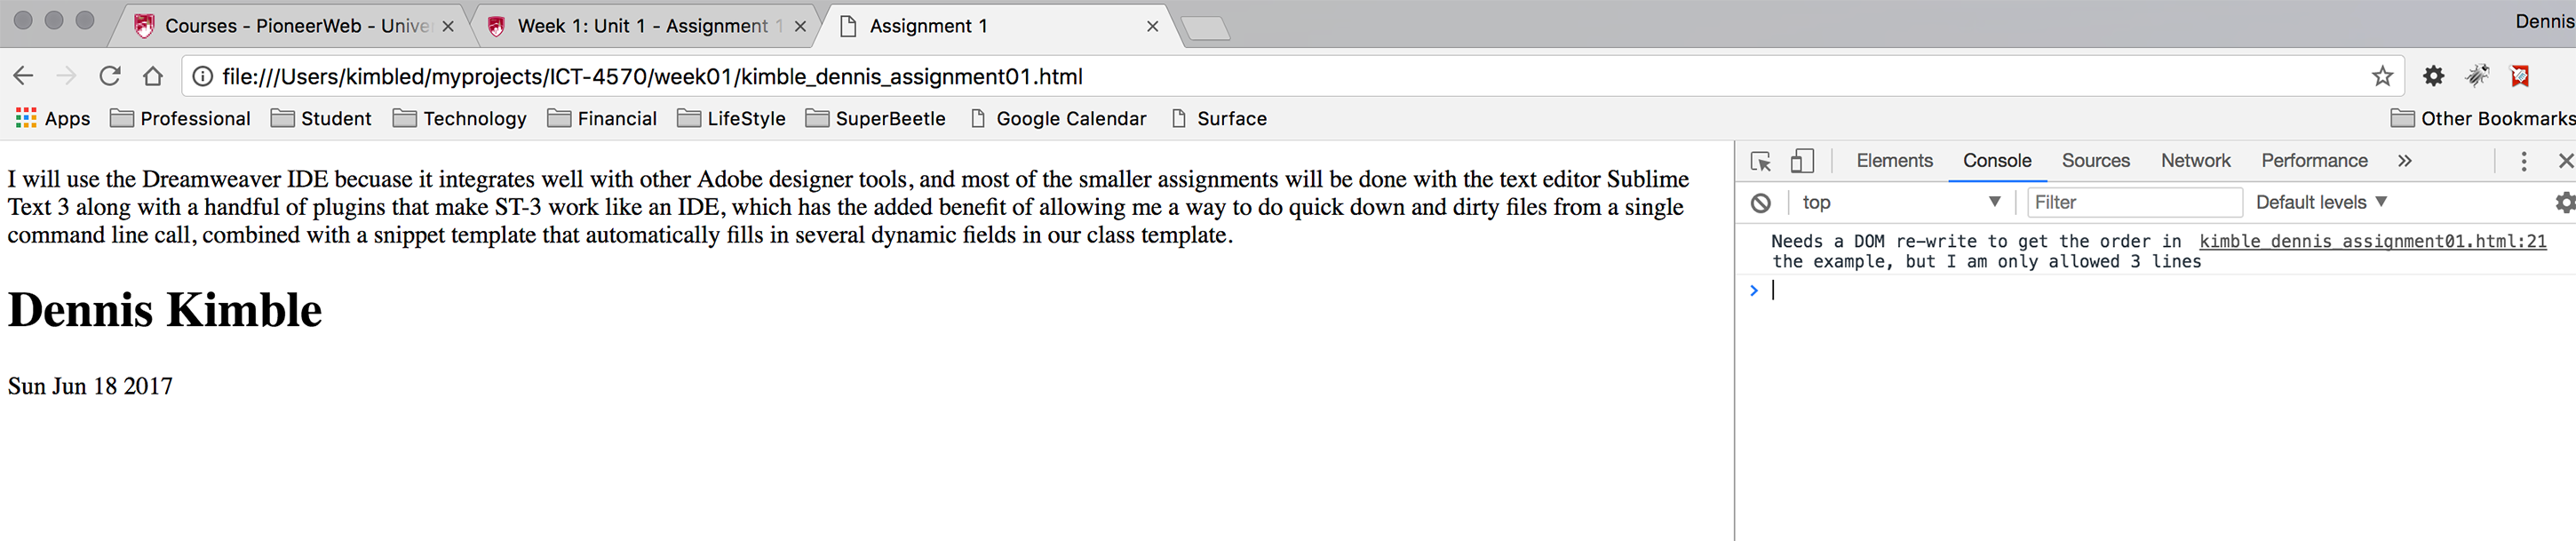 Courses - PioneerWeb - Unive
Week 1: Unit 1 - Assignment 1
Assignment 1
Dennis
file:///Users/kimbled/myprojects/ICT-4570/week01/kimble_dennis_assignment01.html
Apps Professional Student Technology Financial LifeStyle SuperBeetle Google Calendar Surface Other Bookmarks
I will use the Dreamweaver IDE becuase it integrates well with other Adobe designer tools, and most of the smaller assignments will be done with the text editor Sublime
Text 3 along with a handful of plugins that make ST-3 work like an IDE, which has the added benefit of allowing me a way to do quick down and dirty files from a single
command line call, combined with a snippet template that automatically fills in several dynamic fields in our class template.
Dennis Kimble
Sun Jun 18 2017
Elements Console Sources Network Performance »
top Filter Default levels
Needs a DOM re-write to get the order in kimble_dennis_assignment01.html:21
the example, but I am only allowed 3 lines